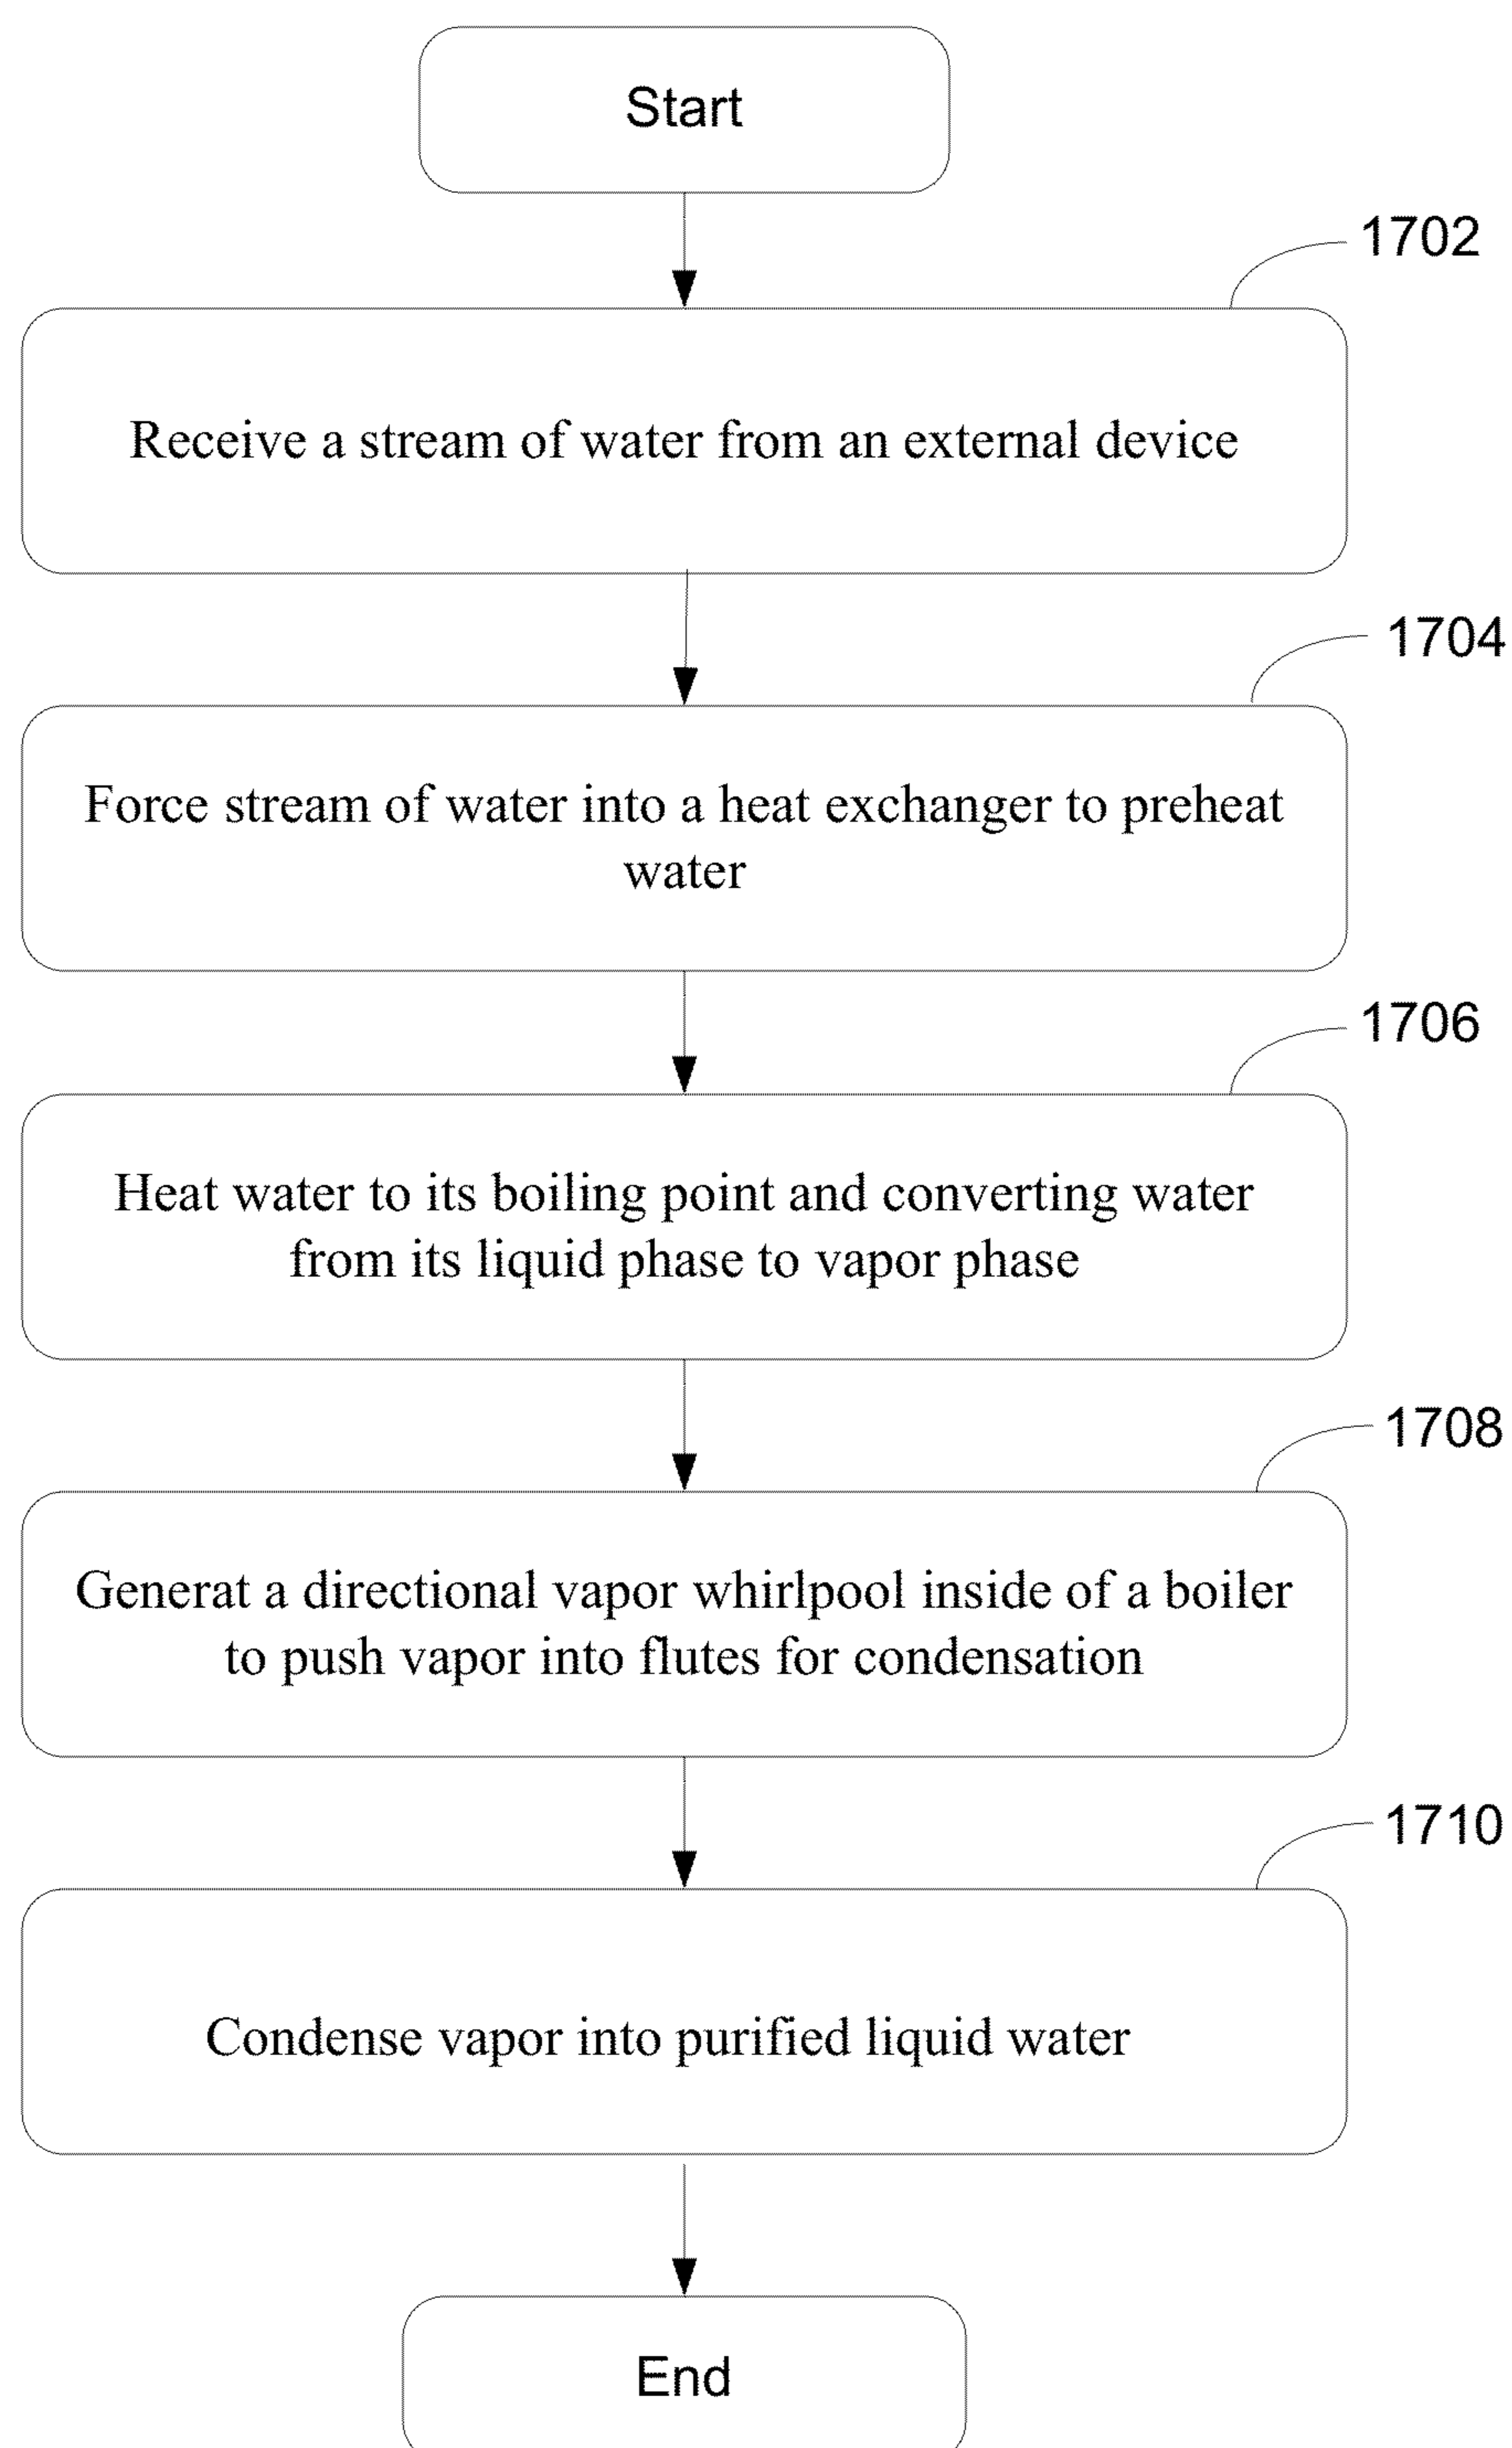 Start
1702
Receive a stream of water from an external device
1704
Force stream of water into a heat exchanger to preheat
water
1706
Heat water to its boiling point and converting water
from its liquid phase to vapor phase
1708
Generat a directional vapor whirlpool inside of a boiler
to push vapor into flutes for condensation
1710
Condense vapor into purified liquid water
End